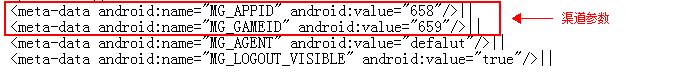 <meta-data android:name="MG_APPID" android:value="658"/>||
渠道参数
<meta-data android:name="MG_GAMEID" android:value="659"/>||
<meta-data android:name="MG_AGENT" android:value="defalut"/>||
<meta-data android:name="MG_LOGOUT_VISIBLE" android:value="true"/>||